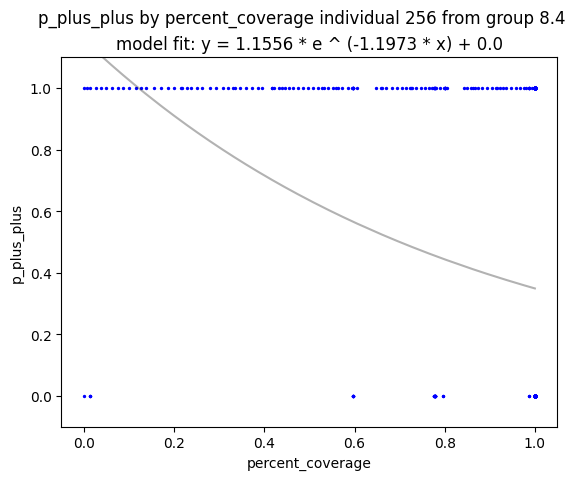 p_plus_plus by percent_coverage individual 256 from group 8.4
model fit: y = 1.1556 * e ^ (-1.1973 * x) + 0.0
1.0
0.8
0.6
0.4
0.2
0.0
p_plus_plus
0.0 0.2 0.4 0.6 0.8 1.0
percent_coverage